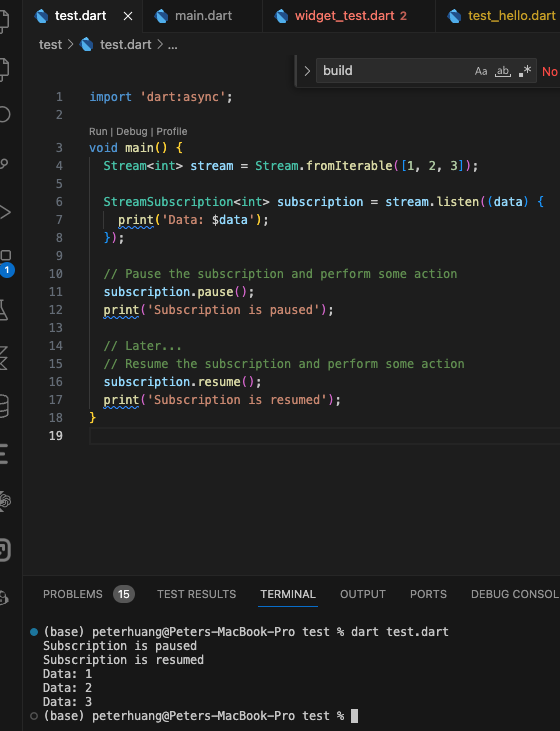 test.dart
main.dart
widget_test.dart 2
test_hello.dart
test > test.dart > ...
build
Aa ab .* No
1 import 'dart:async';
2
Run | Debug | Profile
3 void main() {
4 Stream<int> stream = Stream.fromIterable([1, 2, 3]);
5
6 StreamSubscription<int> subscription = stream.listen((data) {
7 print('Data: $data');
8 });
9
10 // Pause the subscription and perform some action
11 subscription.pause();
12 print('Subscription is paused');
13
14 // Later...
15 // Resume the subscription and perform some action
16 subscription.resume();
17 print('Subscription is resumed');
18 }
19
1
PROBLEMS 15 TEST RESULTS TERMINAL OUTPUT PORTS DEBUG CONSOL
(base) peterhuang@Peters-MacBook-Pro test % dart test.dart
Subscription is paused
Subscription is resumed
Data: 1
Data: 2
Data: 3
(base) peterhuang@Peters-MacBook-Pro test %